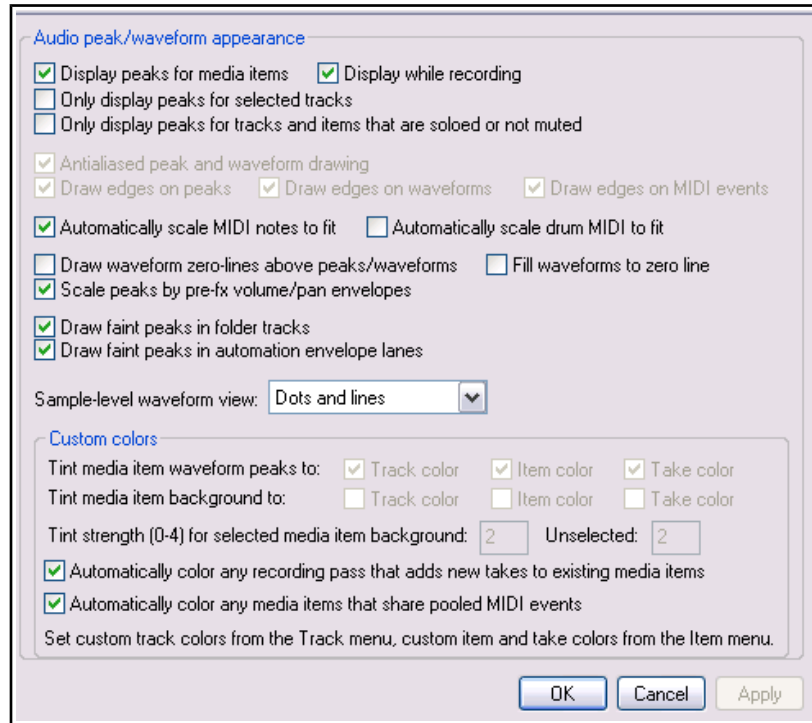 Audio peak/waveform appearance
Display peaks for media items Display while recording
Only display peaks for selected tracks
Only display peaks for tracks and items that are soloed or not muted
Antialiased peak and waveform drawing
Draw edges on peaks Draw edges on waveforms Draw edges on MIDI events
Automatically scale MIDI notes to fit Automatically scale drum MIDI to fit
Draw waveform zero-lines above peaks/waveforms Fill waveforms to zero line
Scale peaks by pre-fx volume/pan envelopes
Draw faint peaks in folder tracks
Draw faint peaks in automation envelope lanes
Sample-level waveform view: Dots and lines
Custom colors
Tint media item waveform peaks to: Track color Item color Take color
Tint media item background to: Track color Item color Take color
Tint strength (0-4) for selected media item background: 2 Unselected: 2
Automatically color any recording pass that adds new takes to existing media items
Automatically color any media items that share pooled MIDI events
Set custom track colors from the Track menu, custom item and take colors from the Item menu.
OK Cancel Apply